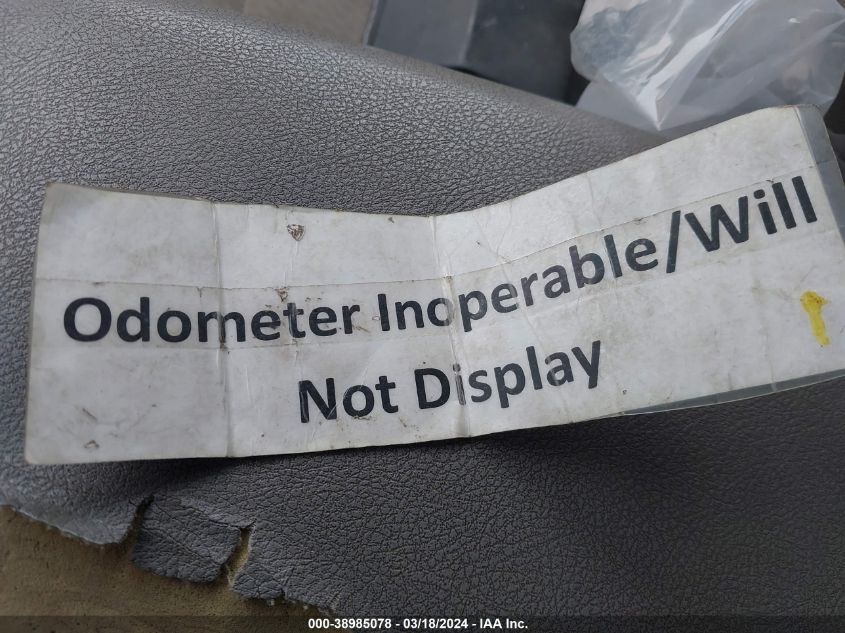 Odometer Inoperable/Will
Not Display
000-38985078 - 03/18/2024 - IAA Inc.